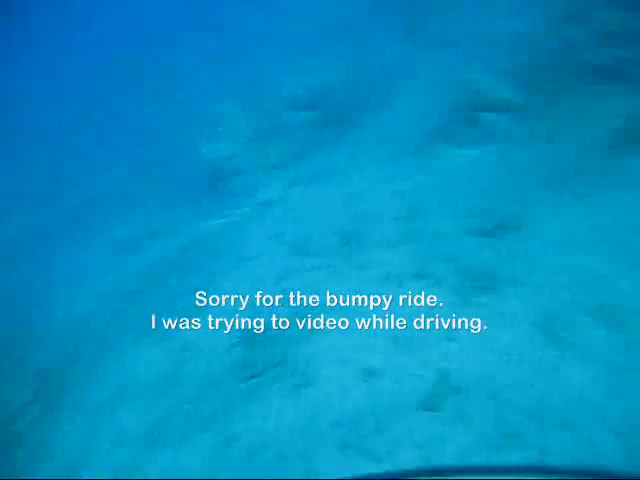 Sorry for the bumpy ride.
I was trying to video while driving.